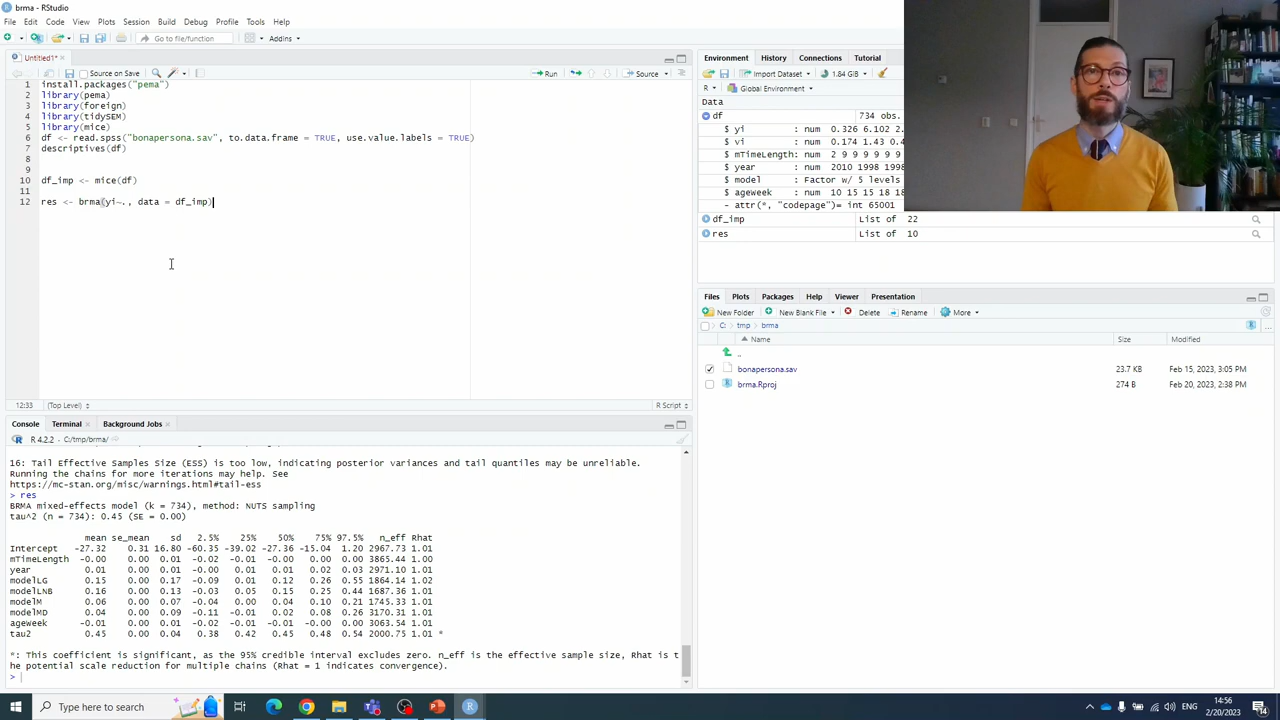 brma - RStudio
File Edit Code View Plots Session Build Debug Profile Tools Help
Go to file/function Addins
Untitled1*
Source on Save Run Source
1 install.packages("pema")
2 library(pema)
3 library(foreign)
4 library(tidySEM)
5 library(mice)
6 df <- read.spss("bonapersona.sav", to.data.frame = TRUE, use.value.labels = TRUE)
7 descriptives(df)
8
9
10 df_imp <- mice(df)
11
12 res <- brma(yi~., data = df_imp)
12:33 (Top Level) R Script
Console Terminal Background Jobs
R 4.2.2 · C:/tmp/brma/
16: Tail Effective Samples Size (ESS) is too low, indicating posterior variances and tail quantiles may be unreliable.
Running the chains for more iterations may help. See
https://mc-stan.org/misc/warnings.html#tail-ess
> res
BRMA mixed-effects model (k = 734), method: NUTS sampling
tau^2 (n = 734): 0.45 (SE = 0.00)
mean se_mean sd 2.5% 25% 50% 75% 97.5% n_eff Rhat
Intercept -27.32 0.31 16.80 -60.35 -39.02 -27.36 -15.04 1.20 2967.73 1.01
mTimeLength -0.00 0.00 0.01 -0.02 -0.01 -0.00 0.00 0.00 3865.44 1.00
year 0.01 0.00 0.01 -0.00 0.01 0.01 0.02 0.03 2971.10 1.01
modelLG 0.15 0.00 0.17 -0.09 0.01 0.12 0.26 0.55 1864.14 1.02
modelLNB 0.16 0.00 0.13 -0.03 0.05 0.15 0.25 0.44 1687.36 1.01
modelM 0.06 0.00 0.07 -0.04 0.00 0.04 0.10 0.21 1745.33 1.01
modelMD 0.04 0.00 0.09 -0.11 -0.01 0.02 0.08 0.26 3170.31 1.01
ageWeek -0.01 0.00 0.01 -0.02 -0.01 -0.01 -0.00 0.00 3063.54 1.01
tau2 0.45 0.00 0.04 0.38 0.42 0.45 0.48 0.54 2000.75 1.01 *
*: This coefficient is significant, as the 95% credible interval excludes zero. n_eff is the effective sample size, Rhat is t
he potential scale reduction for multiple chains (Rhat = 1 indicates convergence).
>
Environment History Connections Tutorial
Import Dataset 1.84 GiB
R Global Environment
Data
df 734 obs.
$ yi : num 0.326 6.102 2.
$ vi : num 0.174 1.43 0.4
$ mTimeLength: num 2 9 9 9 9 9
$ year : num 2010 1998 1998
$ model : Factor w/ 5 levels
$ ageWeek : num 10 15 15 18 18
- attr(*, "codepage")= int 65001
df_imp List of 22
res List of 10
Files Plots Packages Help Viewer Presentation
New Folder New Blank File Delete Rename More
C: tmp brma
Name Size Modified
..
bonapersona.sav 23.7 KB Feb 15, 2023, 3:05 PM
brma.Rproj 274 B Feb 20, 2023, 2:38 PM
Type here to search
ENG
14:56
2/20/2023
14